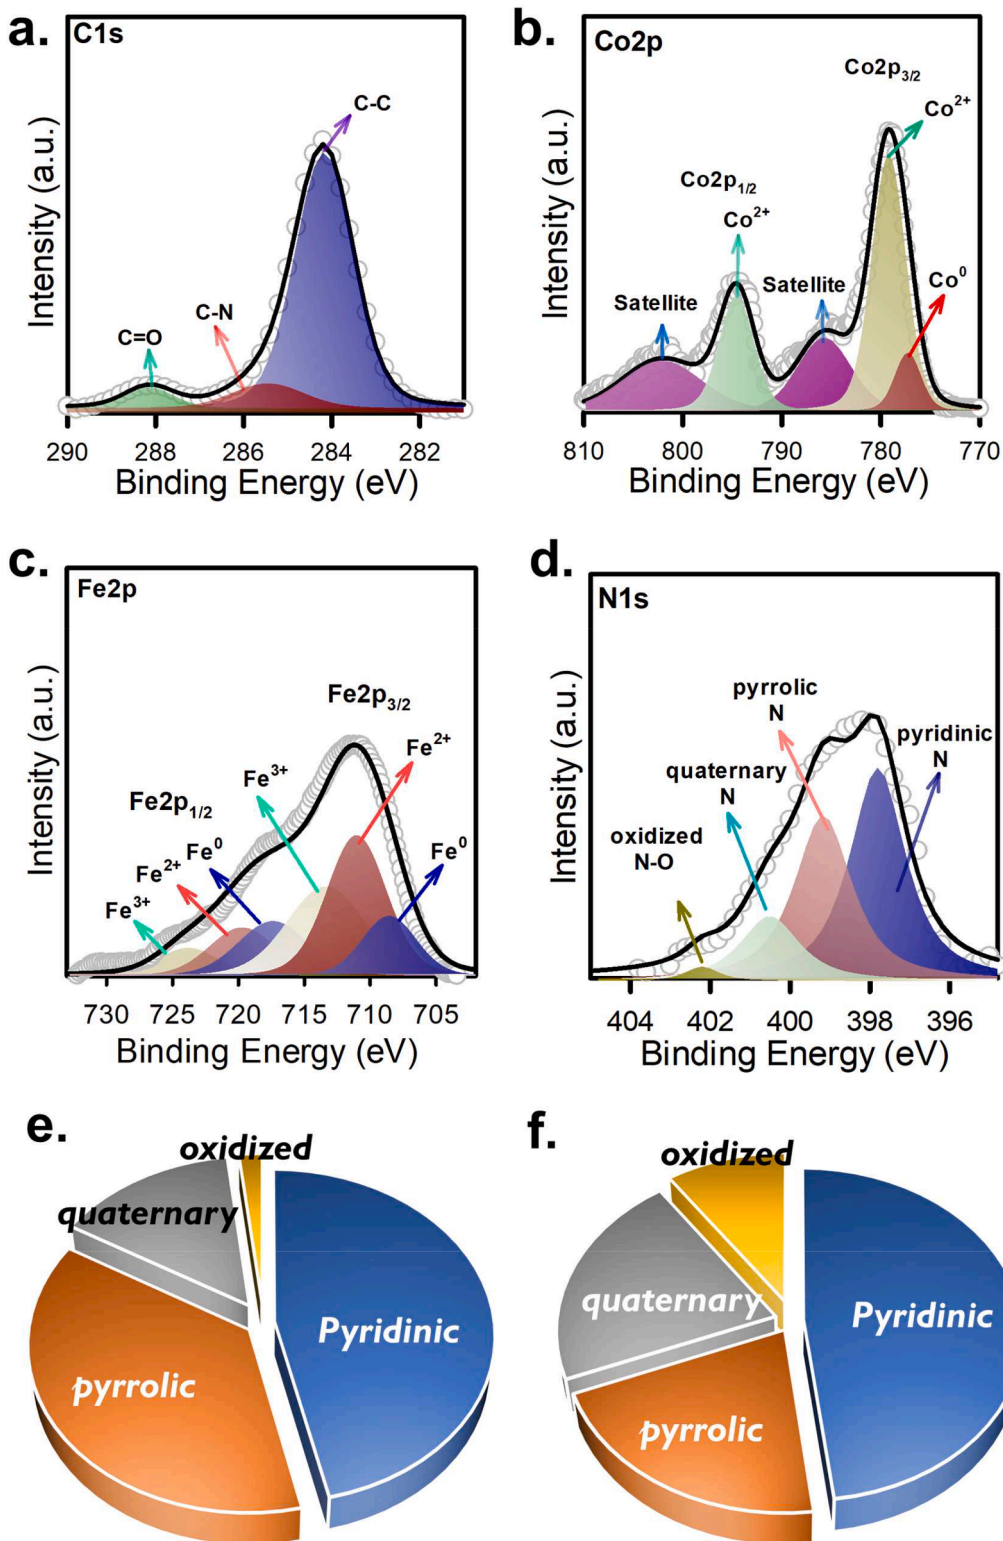 a.
C1s
C-C
C-N
C=O
Intensity (a.u.)
290 288 286 284 282
Binding Energy (eV)
b.
Co2p
Co2p3/2
Co2+
Co2p1/2
Co2+
Satellite
Satellite
Co0
Intensity (a.u.)
810 800 790 780 770
Binding Energy (eV)
c.
Fe2p
Fe2p3/2
Fe2+
Fe3+
Fe2p1/2
Fe0
Fe0
Fe2+
Fe3+
Intensity (a.u.)
730 725 720 715 710 705
Binding Energy (eV)
d.
N1s
pyrrolic
N
pyridinic
N
quaternary
N
oxidized
N-O
Intensity (a.u.)
404 402 400 398 396
Binding Energy (eV)
e.
oxidized
quaternary
Pyridinic
pyrrolic
f.
oxidized
quaternary
Pyridinic
pyrrolic